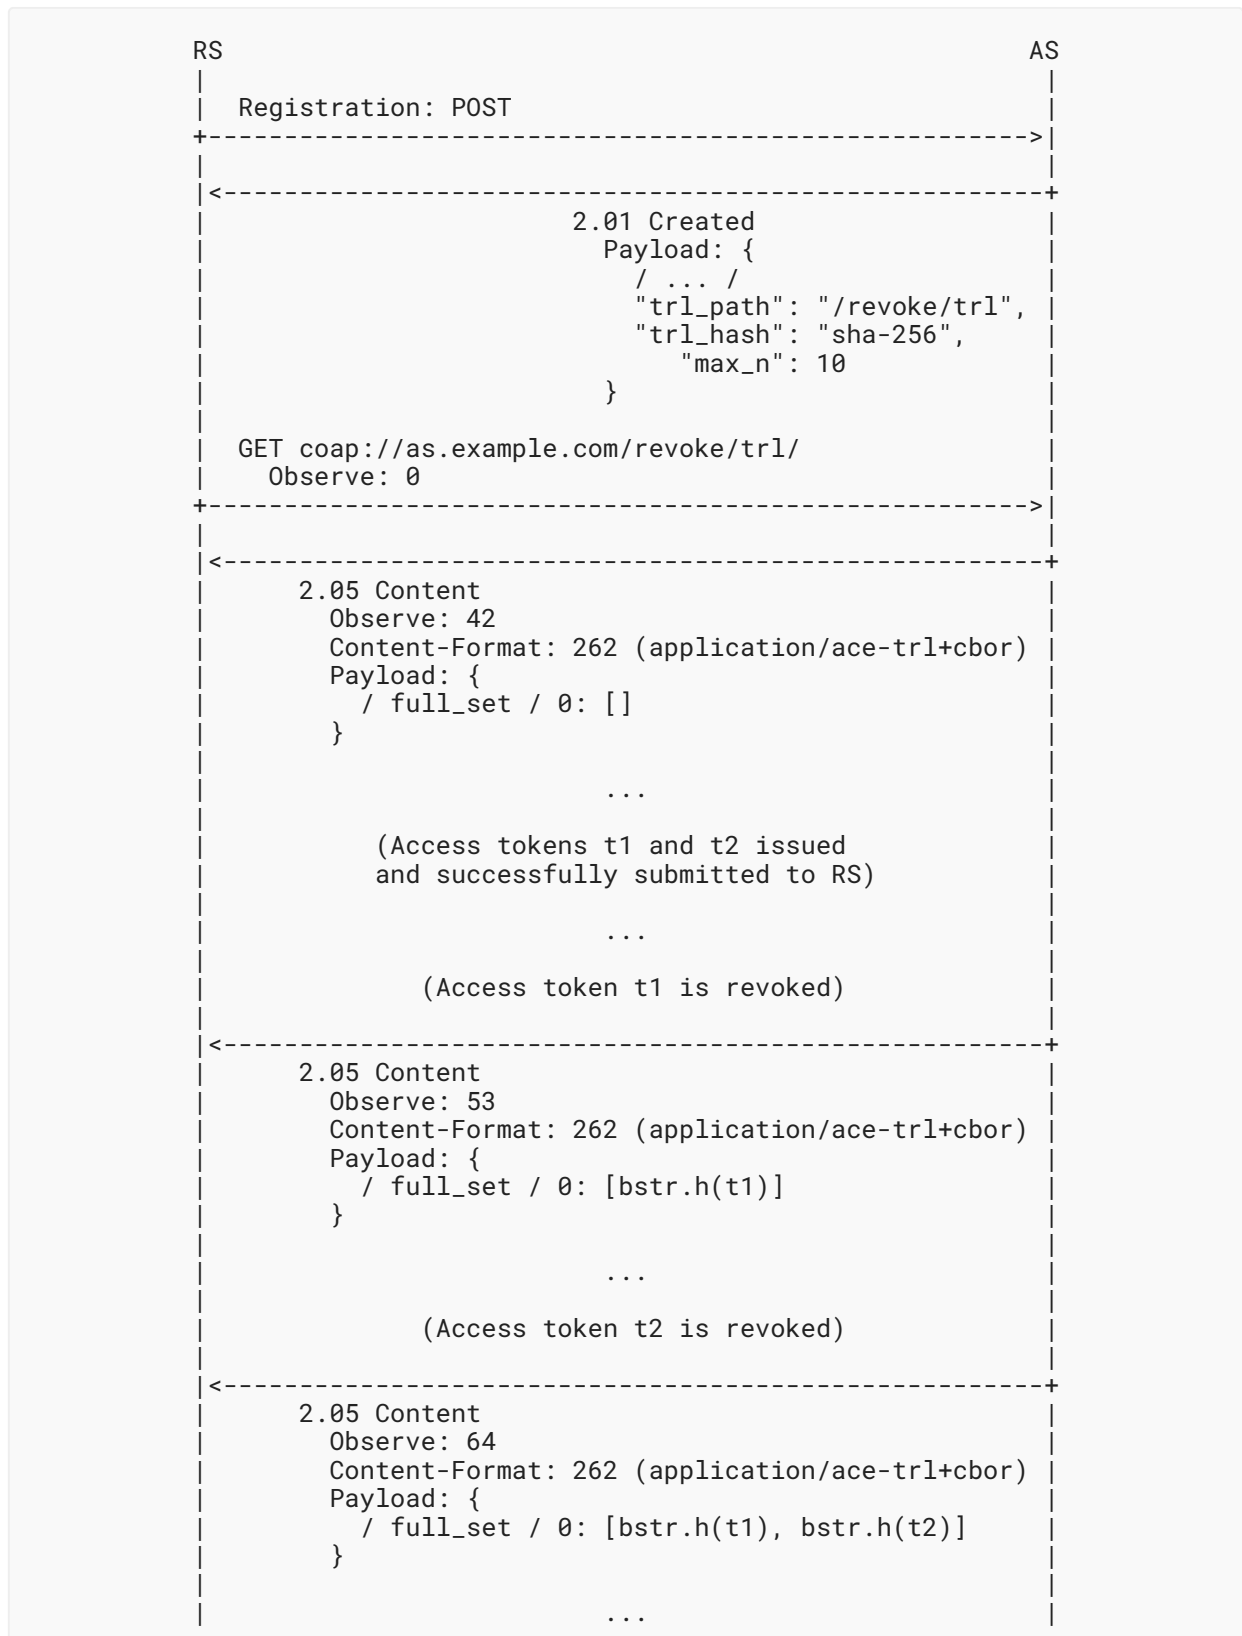 RS                                                      AS
|                                                       |
|  Registration: POST                                   |
+------------------------------------------------------>|
|                                                       |
|<------------------------------------------------------+
|                        2.01 Created                   |
|                          Payload: {                   |
|                            / ... /                    |
|                            "trl_path": "/revoke/trl", |
|                            "trl_hash": "sha-256",     |
|                               "max_n": 10             |
|                          }                            |
|                                                       |
|  GET coap://as.example.com/revoke/trl/                |
|    Observe: 0                                         |
+------------------------------------------------------>|
|                                                       |
|<------------------------------------------------------+
|      2.05 Content                                     |
|        Observe: 42                                    |
|        Content-Format: 262 (application/ace-trl+cbor) |
|        Payload: {                                     |
|          / full_set / 0: []                           |
|        }                                              |
|                                                       |
|                          ...                          |
|                                                       |
|           (Access tokens t1 and t2 issued             |
|           and successfully submitted to RS)           |
|                                                       |
|                          ...                          |
|                                                       |
|              (Access token t1 is revoked)             |
|                                                       |
|<------------------------------------------------------+
|      2.05 Content                                     |
|        Observe: 53                                    |
|        Content-Format: 262 (application/ace-trl+cbor) |
|        Payload: {                                     |
|          / full_set / 0: [bstr.h(t1)]                 |
|        }                                              |
|                                                       |
|                          ...                          |
|                                                       |
|              (Access token t2 is revoked)             |
|                                                       |
|<------------------------------------------------------+
|      2.05 Content                                     |
|        Observe: 64                                    |
|        Content-Format: 262 (application/ace-trl+cbor) |
|        Payload: {                                     |
|          / full_set / 0: [bstr.h(t1), bstr.h(t2)]     |
|        }                                              |
|                                                       |
|                          ...                          |